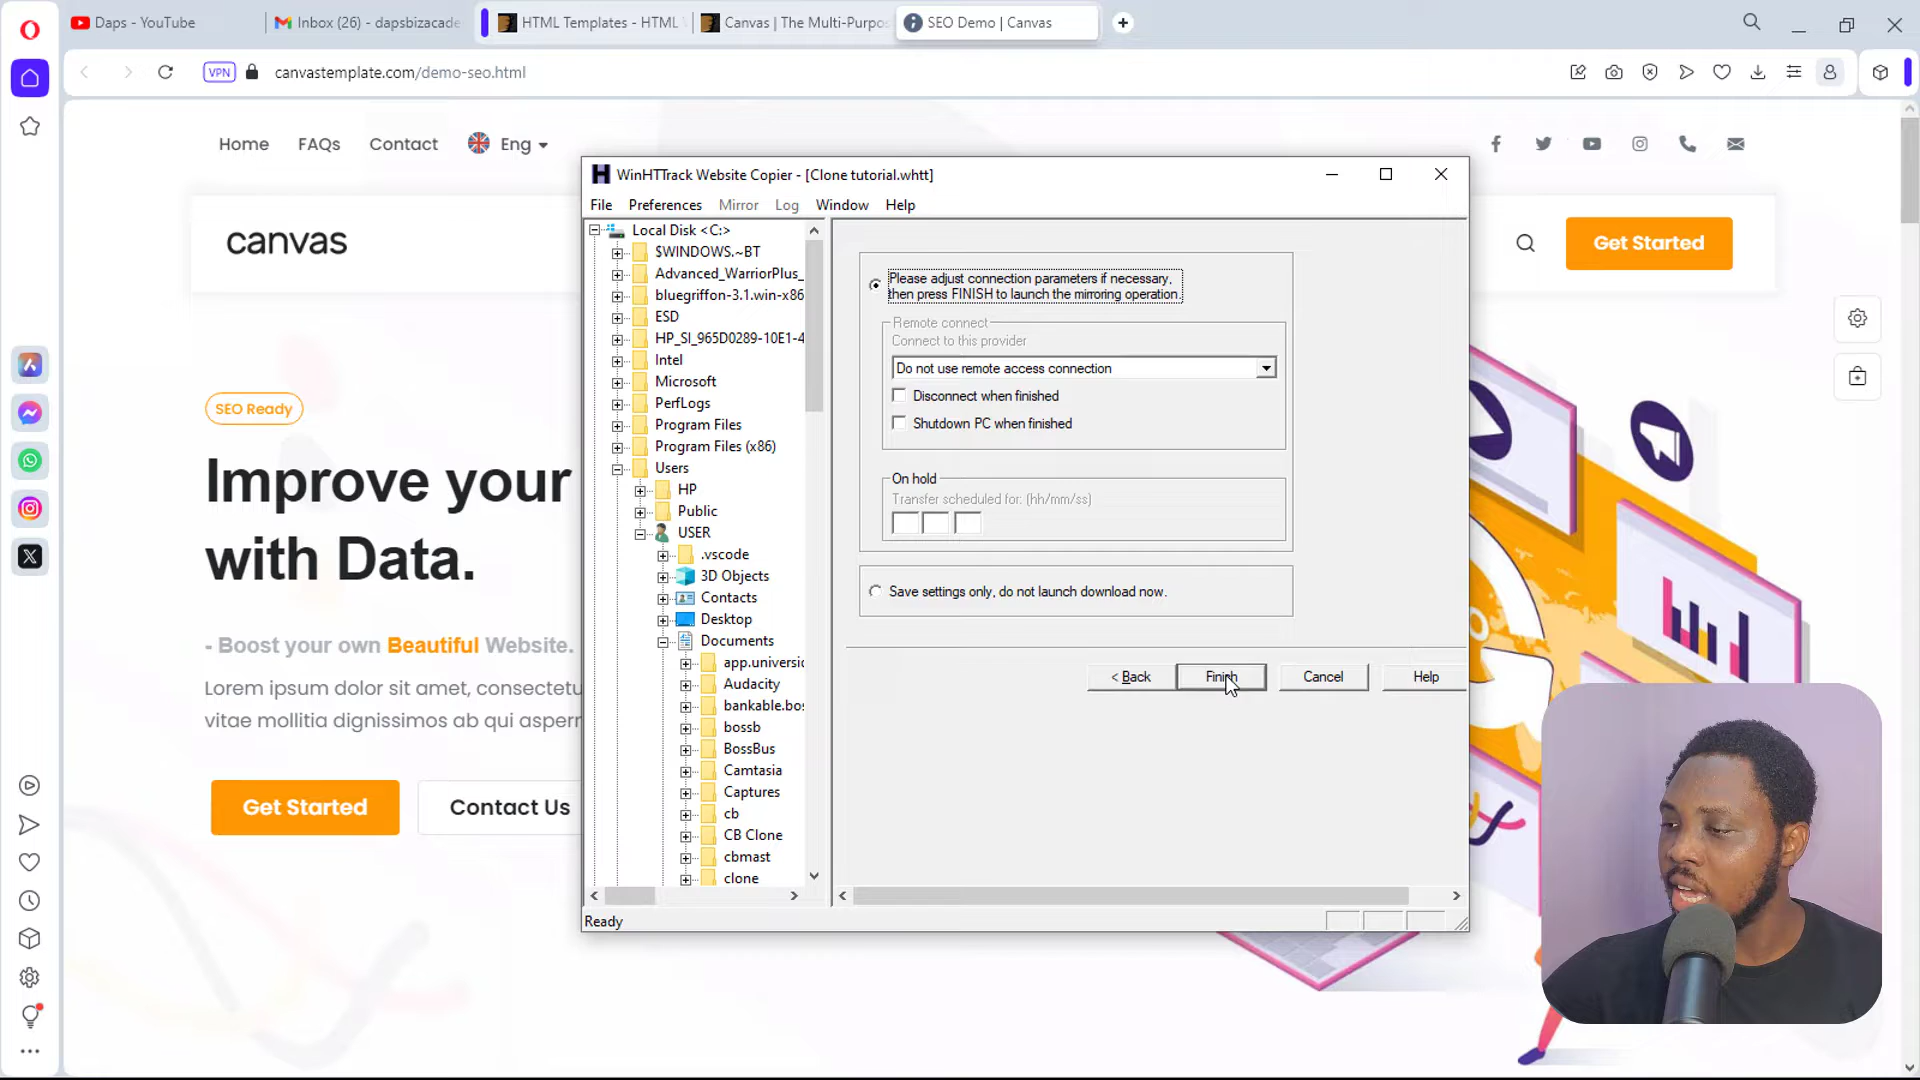 Daps - YouTube
Inbox (26) - dapsbizacade
HTML Templates - HTML
Canvas | The Multi-Purpo
SEO Demo | Canvas
VPN
canvastemplate.com/demo-seo.html
Home
FAQs
Contact
Eng
canvas
Get Started
SEO Ready
Improve your
with Data.
- Boost your own Beautiful Website.
Lorem ipsum dolor sit amet, consectetu
vitae mollitia dignissimos ab qui asperr
Get Started
Contact Us
WinHTTrack Website Copier - [Clone tutorial.whtt]
File
Preferences
Mirror
Log
Window
Help
Local Disk <C:>
$WINDOWS.~BT
Advanced_WarriorPlus_
bluegriffon-3.1.win-x86
ESD
HP_SI_965D0289-10E1-4
Intel
Microsoft
PerfLogs
Program Files
Program Files (x86)
Users
HP
Public
USER
.vscode
3D Objects
Contacts
Desktop
Documents
app.universi
Audacity
bankable.bos
bossb
BossBus
Camtasia
Captures
cb
CB Clone
cbmast
clone
Please adjust connection parameters if necessary,
then press FINISH to launch the mirroring operation.
Remote connect
Connect to this provider
Do not use remote access connection
Disconnect when finished
Shutdown PC when finished
On hold
Transfer scheduled for: (hh/mm/ss)
Save settings only, do not launch download now.
< Back
Finish
Cancel
Help
Ready